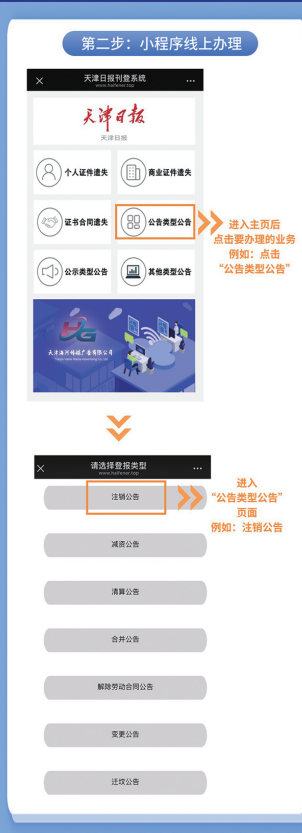 第二步：小程序线上办理
天津日报刊登系统
www.haifener.top
天津日报
天津日报
个人证件遗失
商业证件遗失
证书合同遗失
公告类型公告
公示类型公告
其他类型公告
进入主页后
点击要办理的业务
例如：点击
“公告类型公告”
HG
天津海河传媒广告有限公司
请选择登报类型
www.haifener.top
注销公告
进入
“公告类型公告”
页面
例如：注销公告
减资公告
清算公告
合并公告
解除劳动合同公告
变更公告
迁坟公告